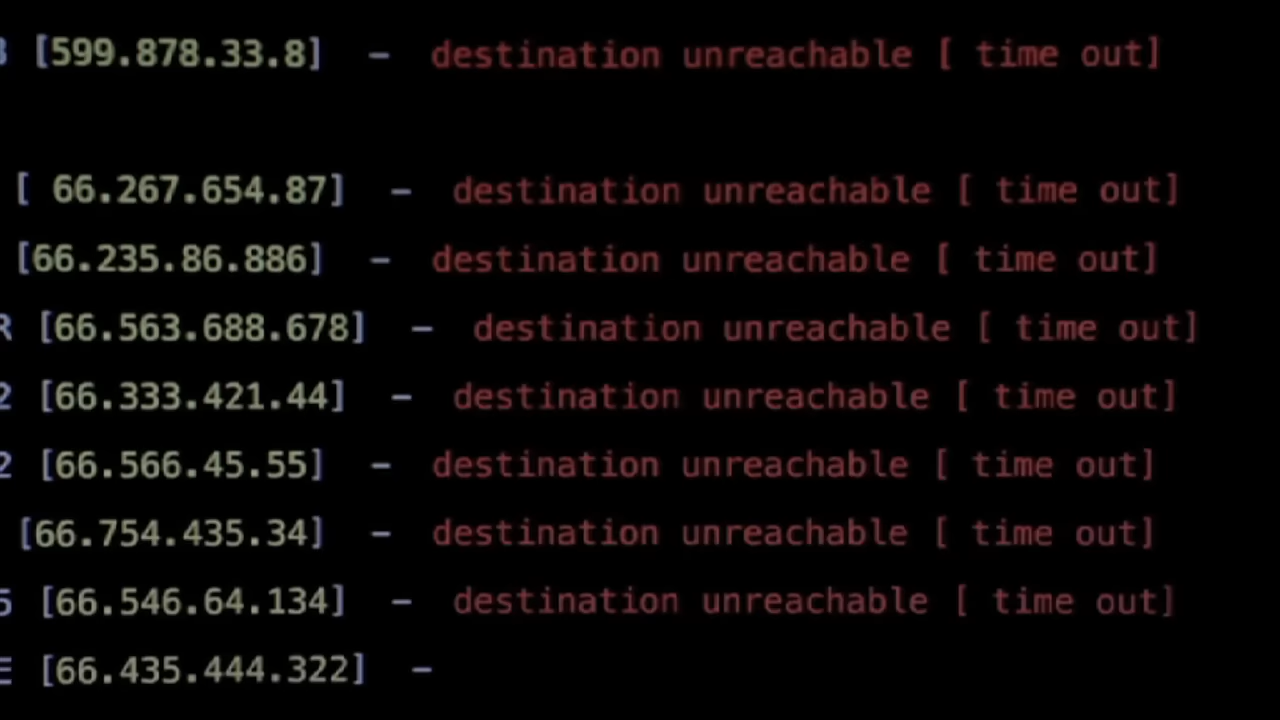 [599.878.33.8] – destination unreachable [ time out]
[ 66.267.654.87] – destination unreachable [ time out]
[66.235.86.886] – destination unreachable [ time out]
R [66.563.688.678] – destination unreachable [ time out]
2 [66.333.421.44] – destination unreachable [ time out]
2 [66.566.45.55] – destination unreachable [ time out]
[66.754.435.34] – destination unreachable [ time out]
5 [66.546.64.134] – destination unreachable [ time out]
E [66.435.444.322] –